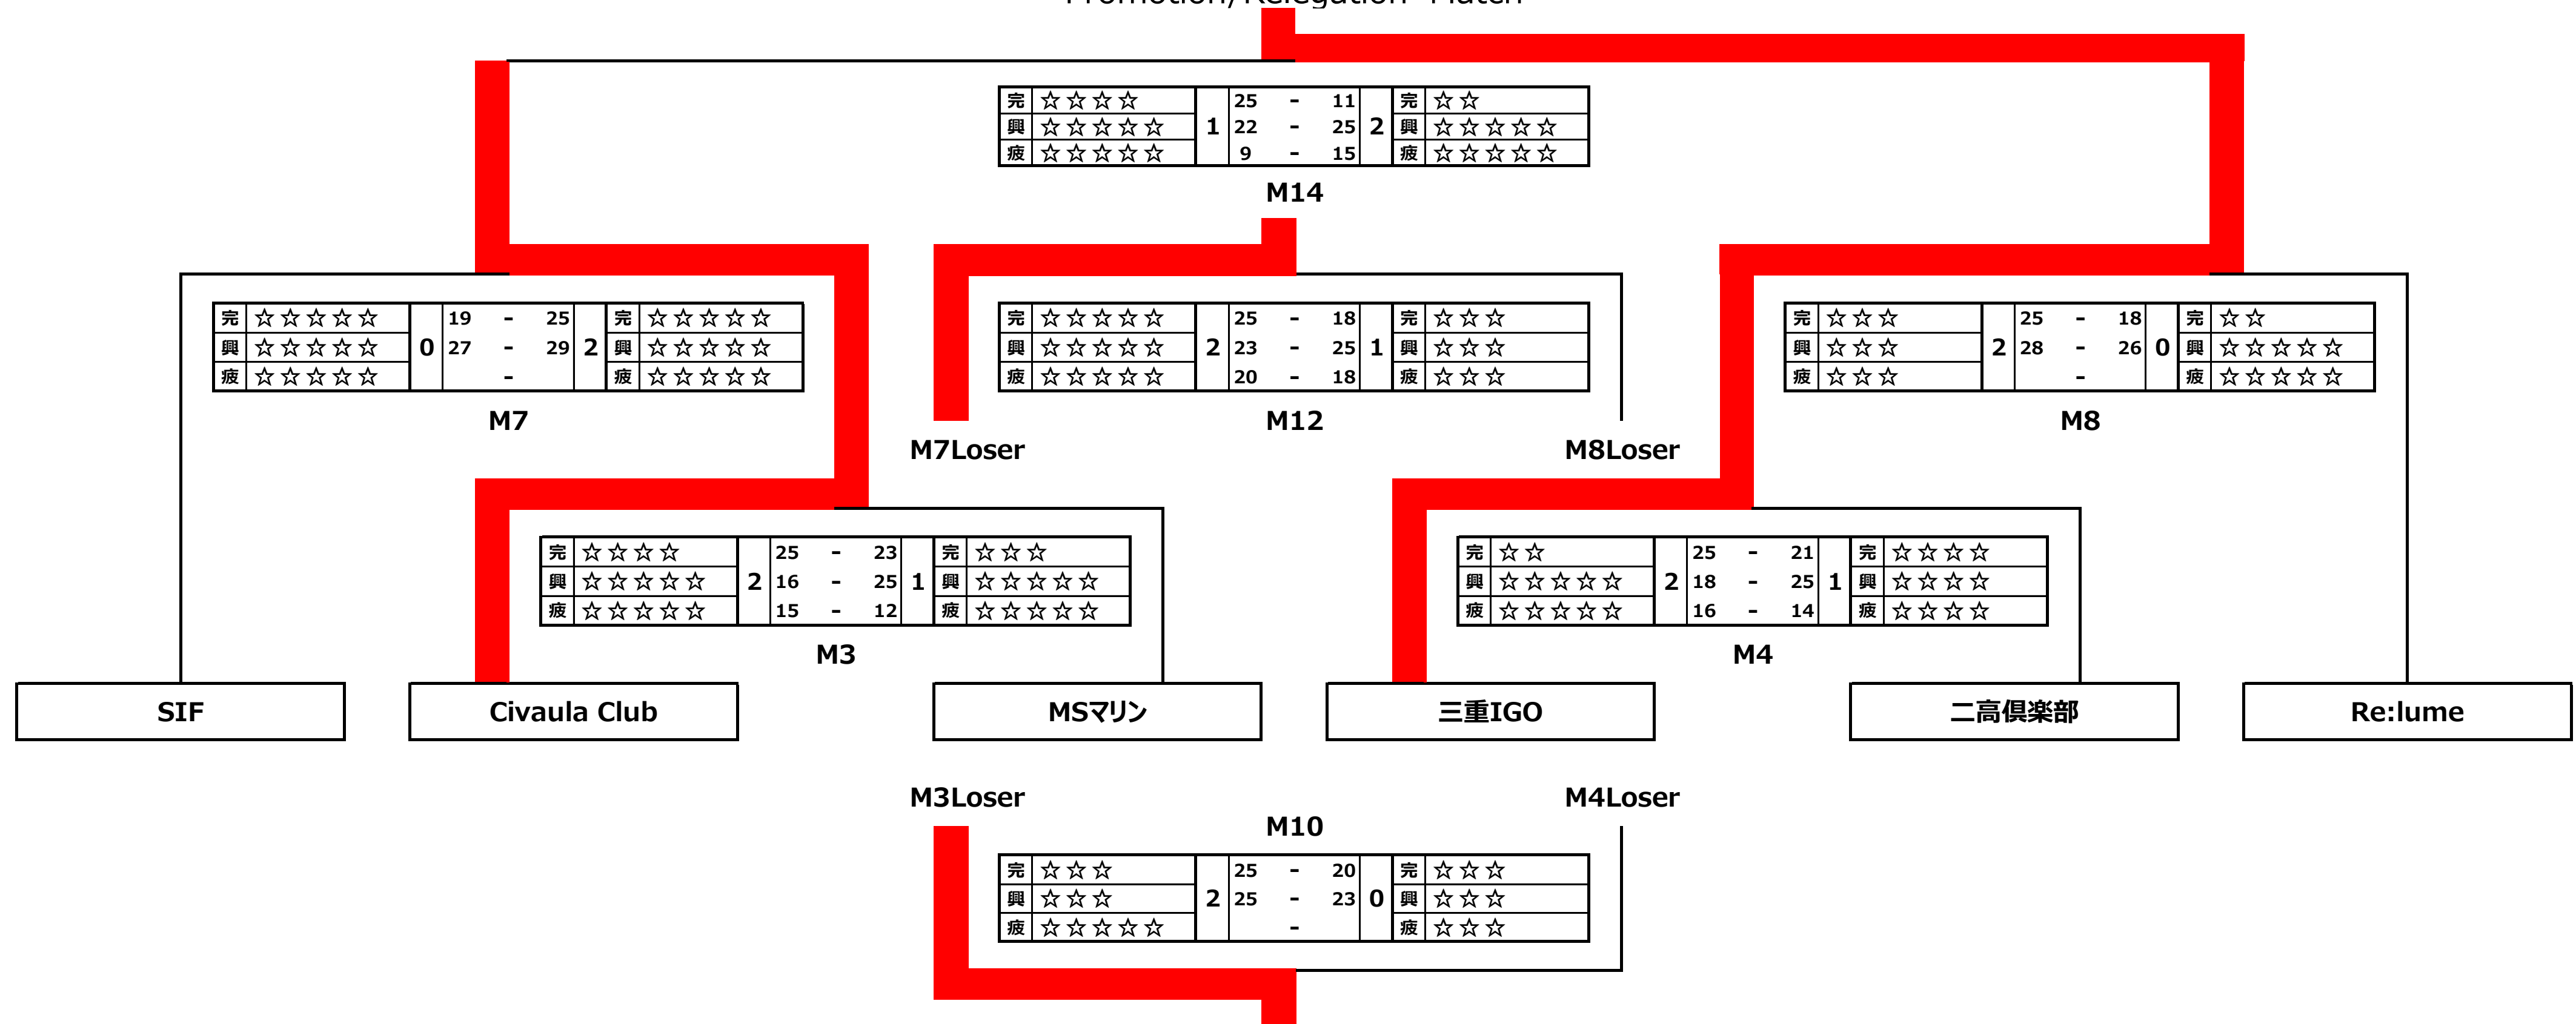 Promotion/Relegation Match
完 ☆☆☆☆ 25 - 11 完 ☆☆
興 ☆☆☆☆☆ 1 22 - 25 2 興 ☆☆☆☆☆
疲 ☆☆☆☆☆ 9 - 15 疲 ☆☆☆☆☆
M14
完 ☆☆☆☆☆ 19 - 25 完 ☆☆☆☆☆
興 ☆☆☆☆☆ 0 27 - 29 2 興 ☆☆☆☆☆
疲 ☆☆☆☆☆ - 疲 ☆☆☆☆☆
M7
完 ☆☆☆☆☆ 25 - 18 完 ☆☆☆
興 ☆☆☆☆☆ 2 23 - 25 1 興 ☆☆☆
疲 ☆☆☆☆☆ 20 - 18 疲 ☆☆☆
M12
完 ☆☆☆ 25 - 18 完 ☆☆
興 ☆☆☆ 2 28 - 26 0 興 ☆☆☆☆☆
疲 ☆☆☆ - 疲 ☆☆☆☆☆
M8
M7Loser
M8Loser
完 ☆☆☆☆ 25 - 23 完 ☆☆☆
興 ☆☆☆☆☆ 2 16 - 25 1 興 ☆☆☆☆☆
疲 ☆☆☆☆☆ 15 - 12 疲 ☆☆☆☆☆
M3
完 ☆☆ 25 - 21 完 ☆☆☆☆
興 ☆☆☆☆☆ 2 18 - 25 1 興 ☆☆☆☆
疲 ☆☆☆☆☆ 16 - 14 疲 ☆☆☆☆
M4
SIF
Civaula Club
MSマリン
三重IGO
二高倶楽部
Re:lume
M3Loser
M4Loser
M10
完 ☆☆☆ 25 - 20 完 ☆☆☆
興 ☆☆☆ 2 25 - 23 0 興 ☆☆☆
疲 ☆☆☆☆☆ - 疲 ☆☆☆